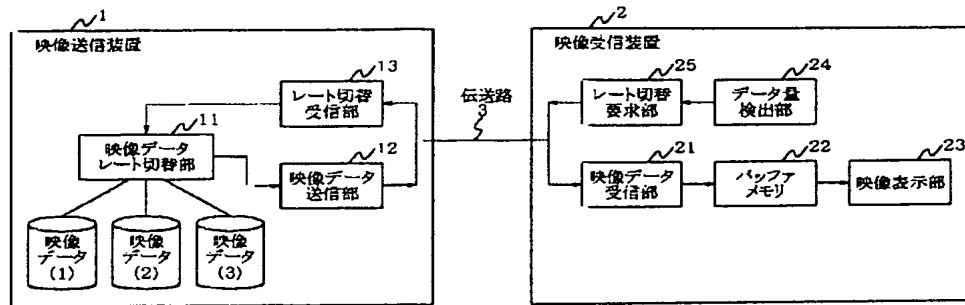 1
映像送信装置
13
レート切替
受信部
11
映像データ
レート切替部
12
映像データ
送信部
映像
データ
(1)
映像
データ
(2)
映像
データ
(3)
伝送路
3
2
映像受信装置
25
レート切替
要求部
24
データ量
検出部
21
映像データ
受信部
22
バッファ
メモリ
23
映像表示部